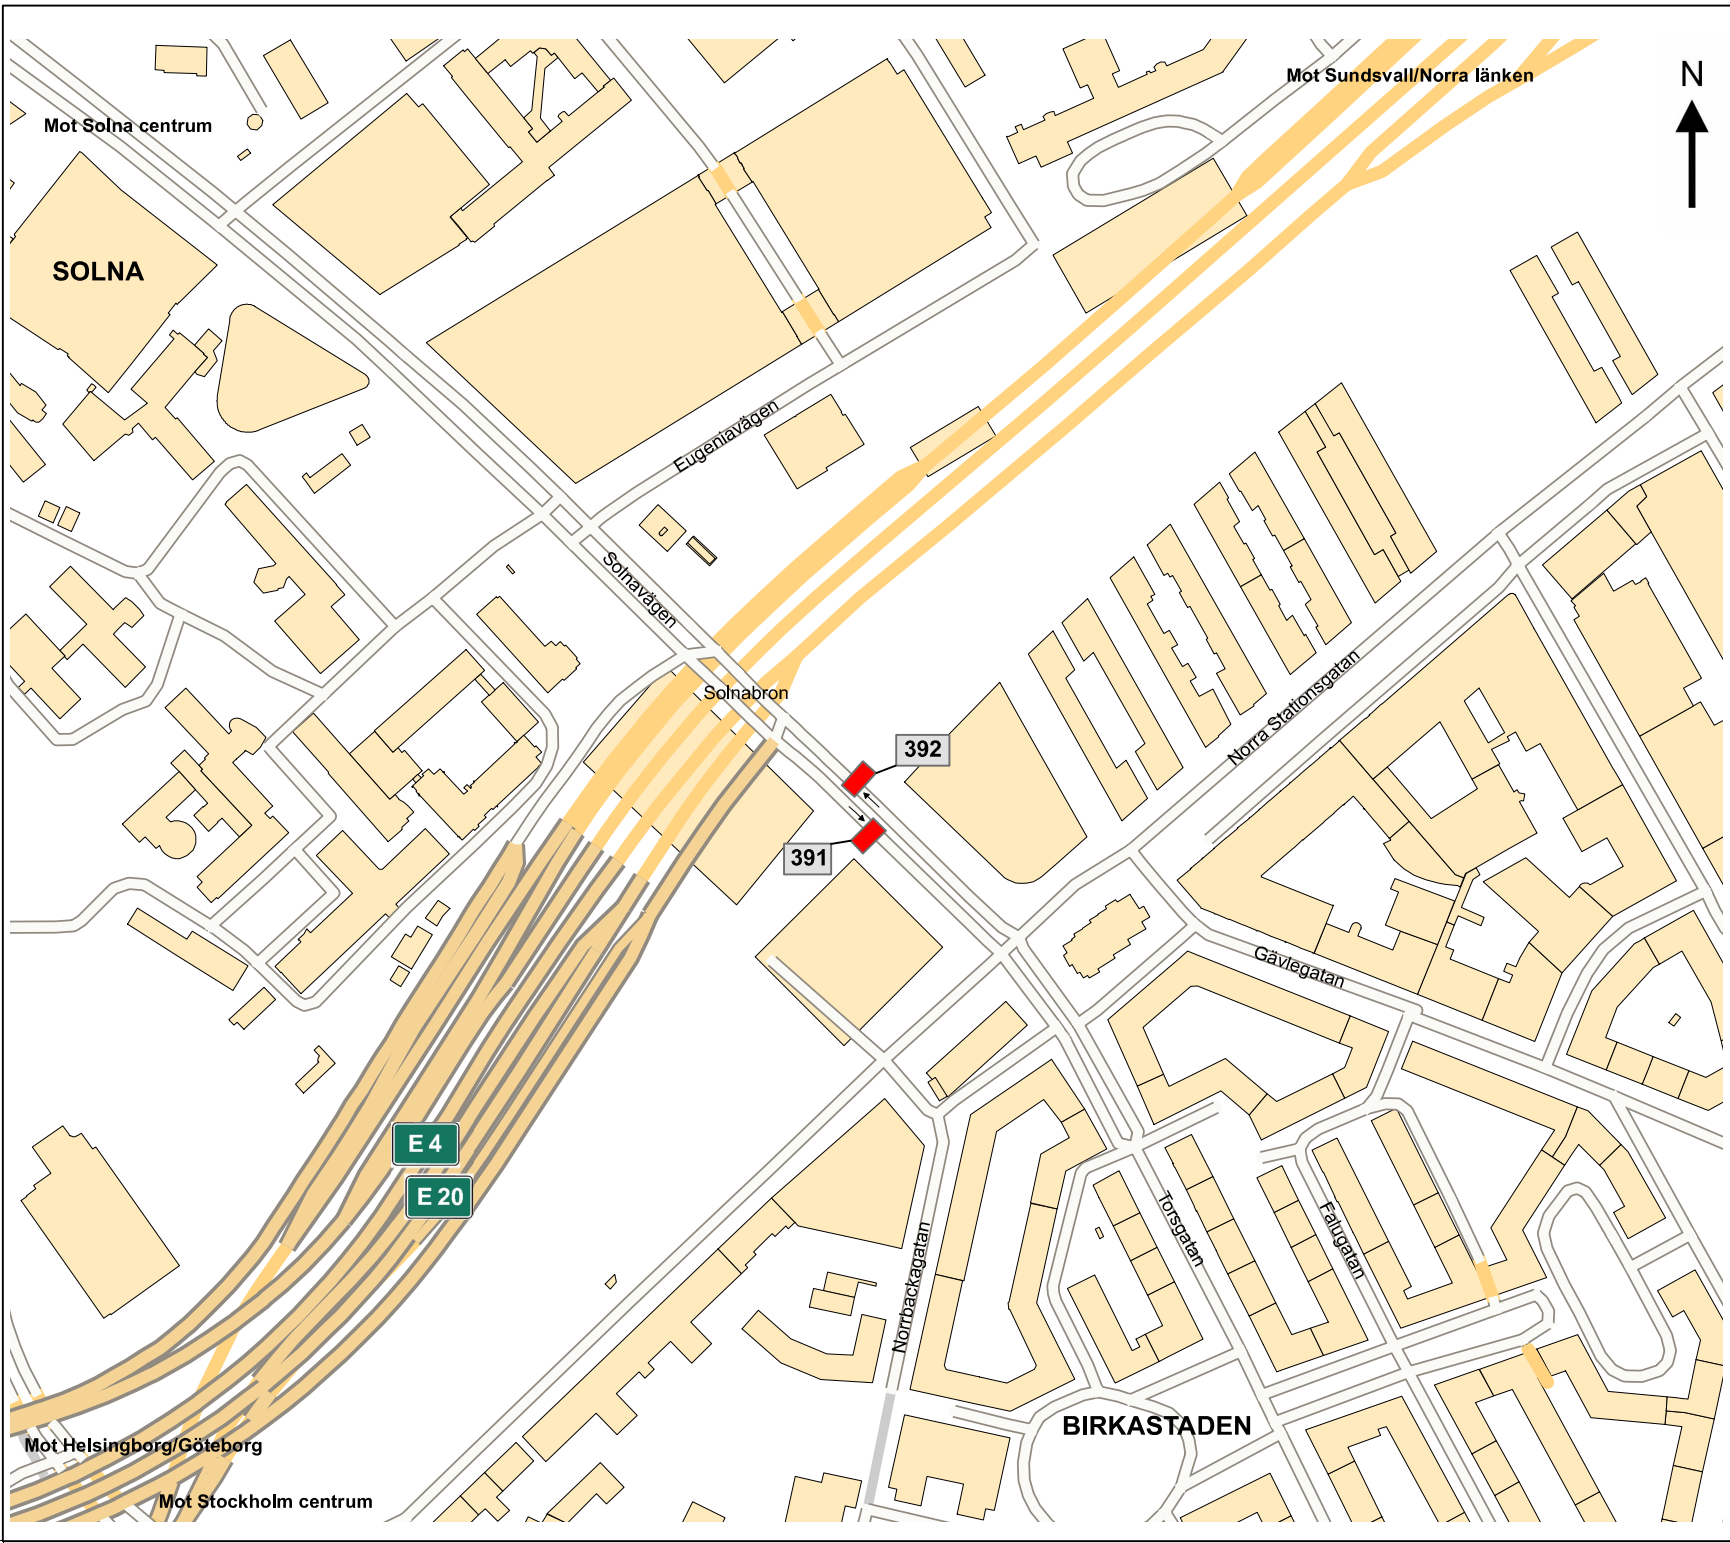 Mot Sundsvall/Norra länken
N
Mot Solna centrum
SOLNA
Eugeniavägen
Solnavägen
Solnabron
Norra Stationsgatan
392
391
Gävlegatan
E 4
E 20
Torsgatan
Falugatan
Norrbackagatan
BIRKASTADEN
Mot Helsingborg/Göteborg
Mot Stockholm centrum